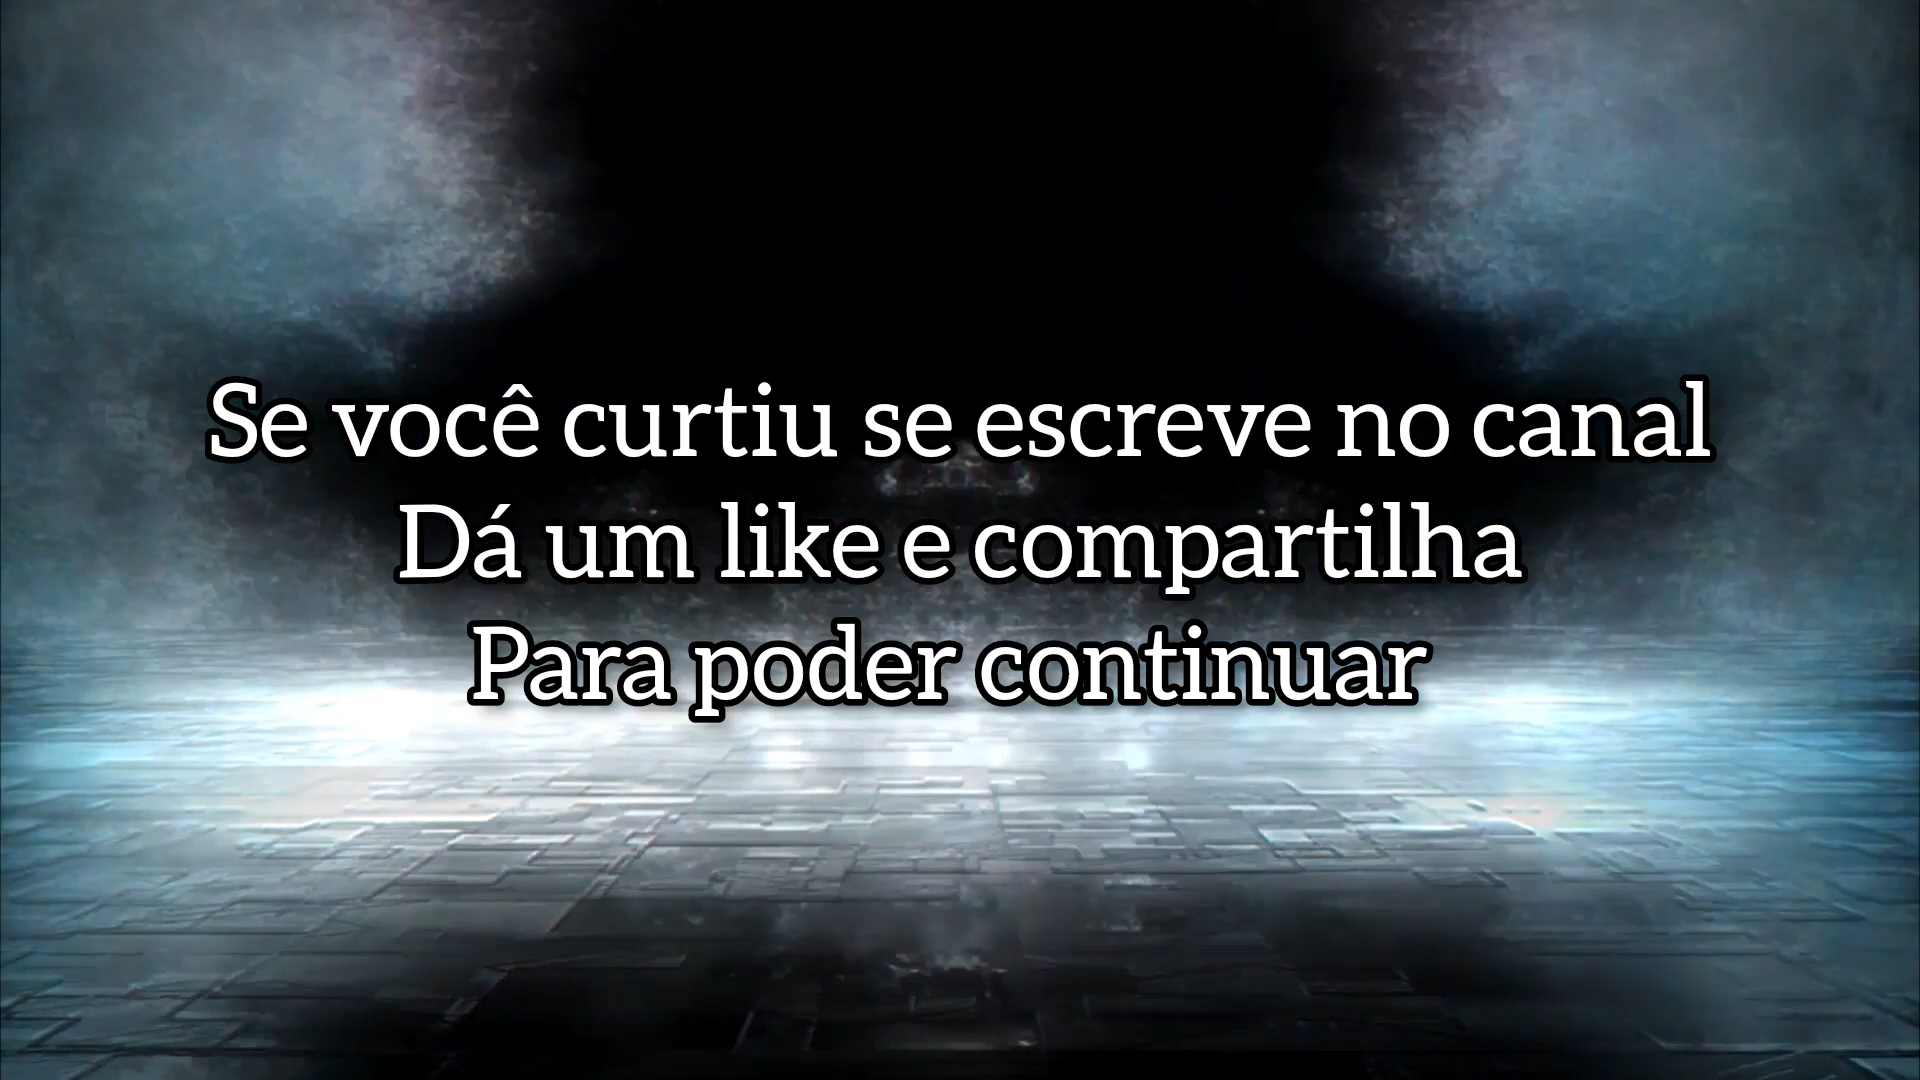 Se você curtiu se escreve no canal
Dá um like e compartilha
Para poder continuar